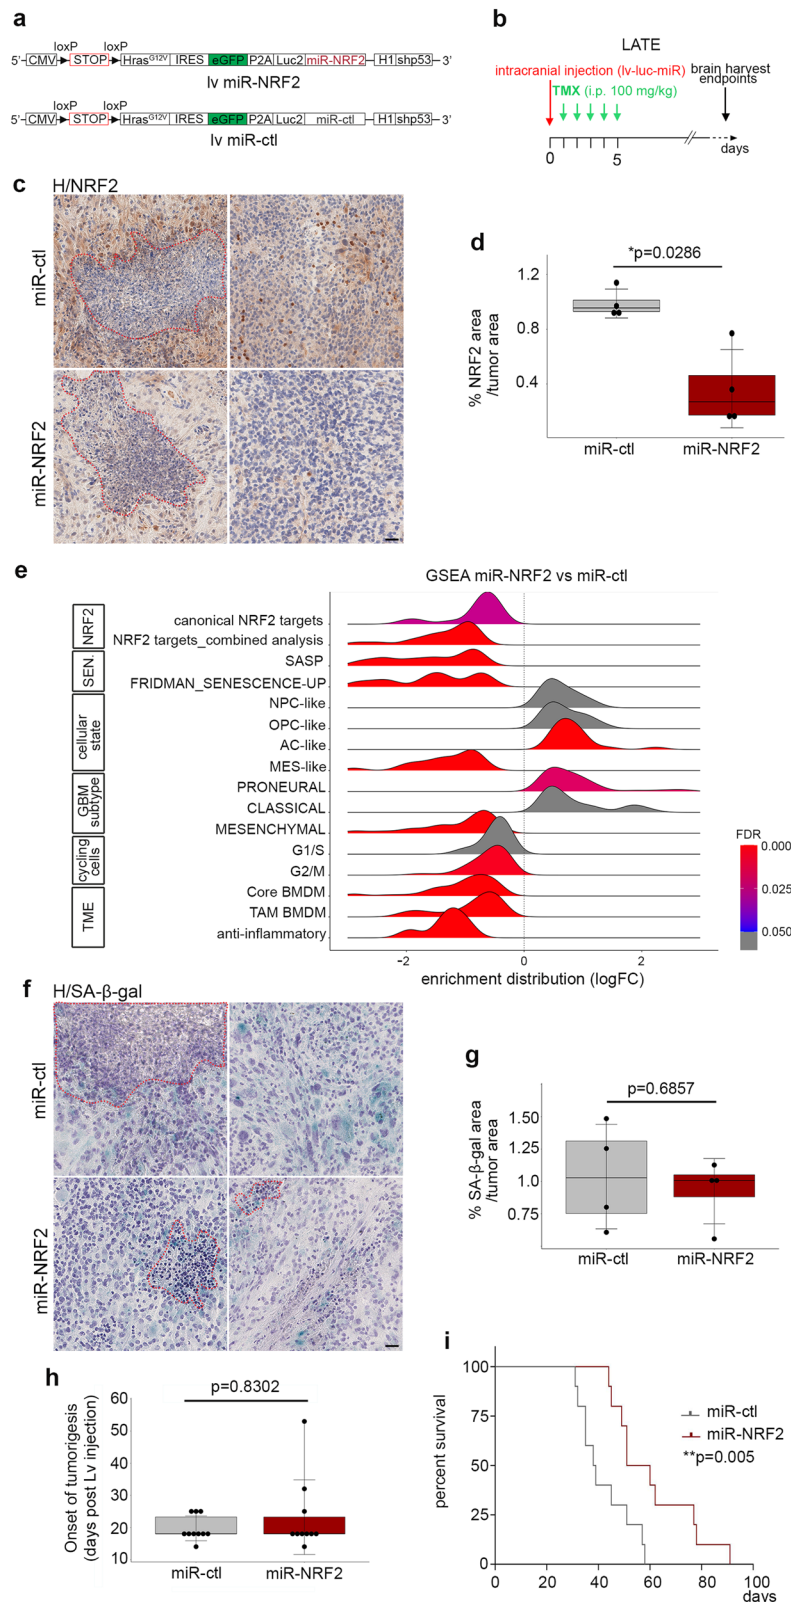 a
loxP loxP
5'- CMV STOP Hras^G12V IRES eGFP P2A Luc2 miR-NRF2 H1 shp53 3'
lv miR-NRF2
loxP loxP
5'- CMV STOP Hras^G12V IRES eGFP P2A Luc2 miR-ctl H1 shp53 3'
lv miR-ctl
b
LATE
intracranial injection (lv-luc-miR)
brain harvest
endpoints
TMX (i.p. 100 mg/kg)
0 5
days
c
H/NRF2
miR-ctl
miR-NRF2
d
% NRF2 area
/tumor area
*p=0.0286
1.2
0.8
0.4
miR-ctl miR-NRF2
e
GSEA miR-NRF2 vs miR-ctl
NRF2
SEN.
cellular
state
GBM
subtype
cycling
cells
TME
canonical NRF2 targets
NRF2 targets_combined analysis
SASP
FRIDMAN_SENESCENCE-UP
NPC-like
OPC-like
AC-like
MES-like
PRONEURAL
CLASSICAL
MESENCHYMAL
G1/S
G2/M
Core BMDM
TAM BMDM
anti-inflammatory
-2 0 2
enrichment distribution (logFC)
FDR
0.000
0.025
0.050
f
H/SA-β-gal
miR-ctl
miR-NRF2
g
% SA-β-gal area
/tumor area
p=0.6857
1.50
1.25
1.0
0.75
miR-ctl miR-NRF2
h
Onset of tumorigesis
(days post Lv injection)
p=0.8302
60
50
40
30
20
10
miR-ctl miR-NRF2
i
percent survival
100
75
50
25
0
miR-ctl
miR-NRF2
**p=0.005
0 20 40 60 80 100
days